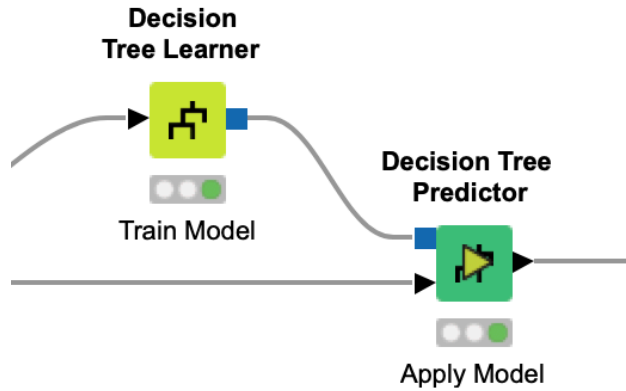 Decision
Tree Learner
Train Model
Decision Tree
Predictor
Apply Model